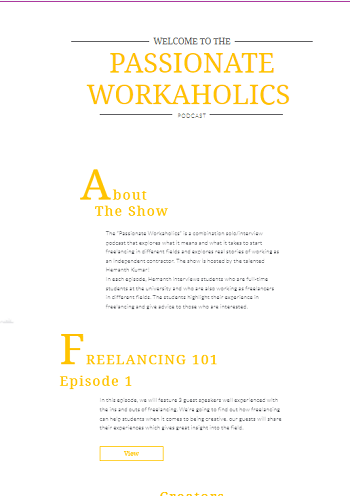 WELCOME TO THE
PASSIONATE
WORKAHOLICS
PODCAST
About
The Show
The "Passionate Workaholics" is a combination solo/interview
podcast that explores what it means and what it takes to start
freelancing in different fields and explores real stories of working as
an independent contractor. The show is hosted by the talented
Hemanth Kumar!
In each episode, Hemanth interviews students who are full-time
students at the university and who are also working as freelancers
in different fields. The students highlight their experience in
freelancing and give advice to those who are interested.
FREELANCING 101
Episode 1
In this episode, we will feature 3 guest speakers well experienced with
the ins and outs of freelancing. We're going to find out how freelancing
can help students when it comes to being creative, our guests will share
their experiences which gives great insight into the field.
View
Creators